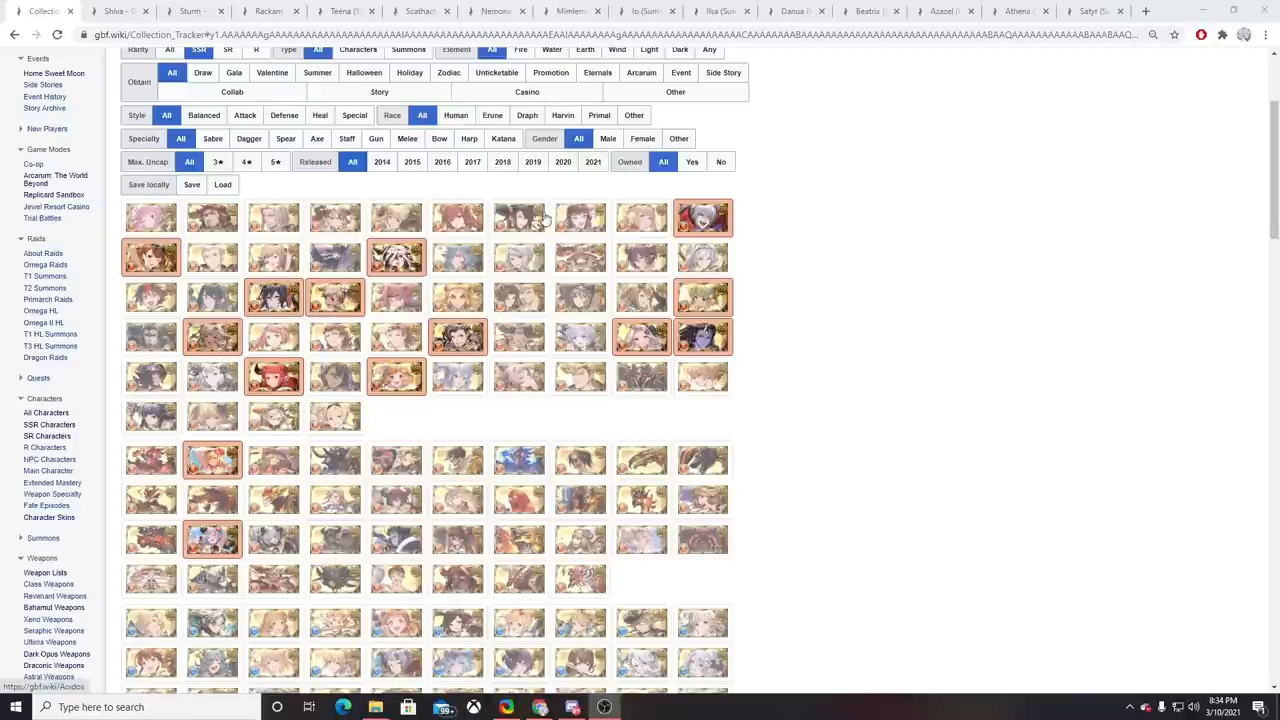 Collectic
Shiva - G
Sturm -
Rackam
Teena (S
Scathach
Nemone
Mimlem
Io (Sum
Ilsa (Sum
Danua (
Beatrix (
Azazel (
Athena (
Satyr (Su
gbf.wiki/Collection_Tracker#
Events
Rarity All SSR SR R Type All Characters Summons Element All Fire Water Earth Wind Light Dark Any
Home Sweet Moon
Side Stories
Event History
Story Archive
New Players
Game Modes
Co-op
Arcarum: The World
Beyond
Replicard Sandbox
Jewel Resort Casino
Trial Battles
Raids
About Raids
Omega Raids
T1 Summons
T2 Summons
Primarch Raids
Omega HL
Omega II HL
T1 HL Summons
T3 HL Summons
Dragon Raids
Quests
Characters
All Characters
SSR Characters
SR Characters
R Characters
NPC Characters
Main Character
Extended Mastery
Weapon Specialty
Fate Episodes
Character Skins
Summons
Weapons
Weapon Lists
Class Weapons
Revenant Weapons
Bahamut Weapons
Xeno Weapons
Seraphic Weapons
Ultima Weapons
Dark Opus Weapons
Draconic Weapons
Astral Weapons
https://gbf.wiki/Aoidos
Obtain All Draw Gala Valentine Summer Halloween Holiday Zodiac Unticketable Promotion Eternals Arcarum Event Side Story
Collab Story Casino Other
Style All Balanced Attack Defense Heal Special Race All Human Erune Draph Harvin Primal Other
Specialty All Sabre Dagger Spear Axe Staff Gun Melee Bow Harp Katana Gender All Male Female Other
Max. Uncap All 3★ 4★ 5★ Released All 2014 2015 2016 2017 2018 2019 2020 2021 Owned All Yes No
Save locally Save Load
Type here to search
99+
8:34 PM
3/10/2021